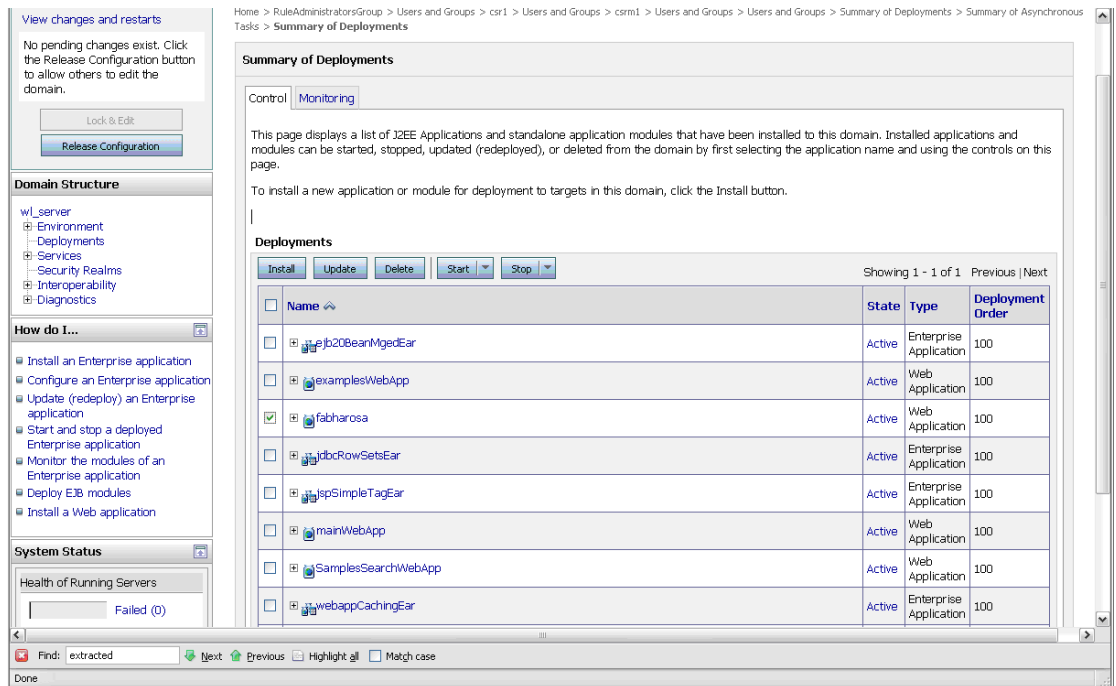 View changes and restarts
No pending changes exist. Click
the Release Configuration button
to allow others to edit the
domain.
Lock & Edit
Release Configuration
Domain Structure
wl_server
Environment
Deployments
Services
Security Realms
Interoperability
Diagnostics
How do I...
Install an Enterprise application
Configure an Enterprise application
Update (redeploy) an Enterprise
application
Start and stop a deployed
Enterprise application
Monitor the modules of an
Enterprise application
Deploy EJB modules
Install a Web application
System Status
Health of Running Servers
Failed (0)
Home > RuleAdministratorsGroup > Users and Groups > csr1 > Users and Groups > csrm1 > Users and Groups > Users and Groups > Summary of Deployments > Summary of Asynchronous
Tasks > Summary of Deployments
Summary of Deployments
Control Monitoring
This page displays a list of J2EE Applications and standalone application modules that have been installed to this domain. Installed applications and
modules can be started, stopped, updated (redeployed), or deleted from the domain by first selecting the application name and using the controls on this
page.
To install a new application or module for deployment to targets in this domain, click the Install button.
Deployments
Install Update Delete Start Stop Showing 1 - 1 of 1 Previous | Next
Name State Type Deployment
Order
ejb20BeanMgedEar Active Enterprise
Application 100
examplesWebApp Active Web
Application 100
fabharosa Active Web
Application 100
jdbcRowSetsEar Active Enterprise
Application 100
jspSimpleTagEar Active Enterprise
Application 100
mainWebApp Active Web
Application 100
SamplesSearchWebApp Active Web
Application 100
webappCachingEar Active Enterprise
Application 100
Find: extracted Next Previous Highlight all Match case
Done